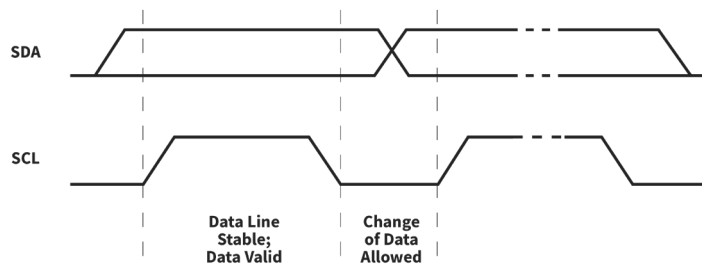 SDA
SCL
Data Line
Stable;
Data Valid
Change
of Data
Allowed